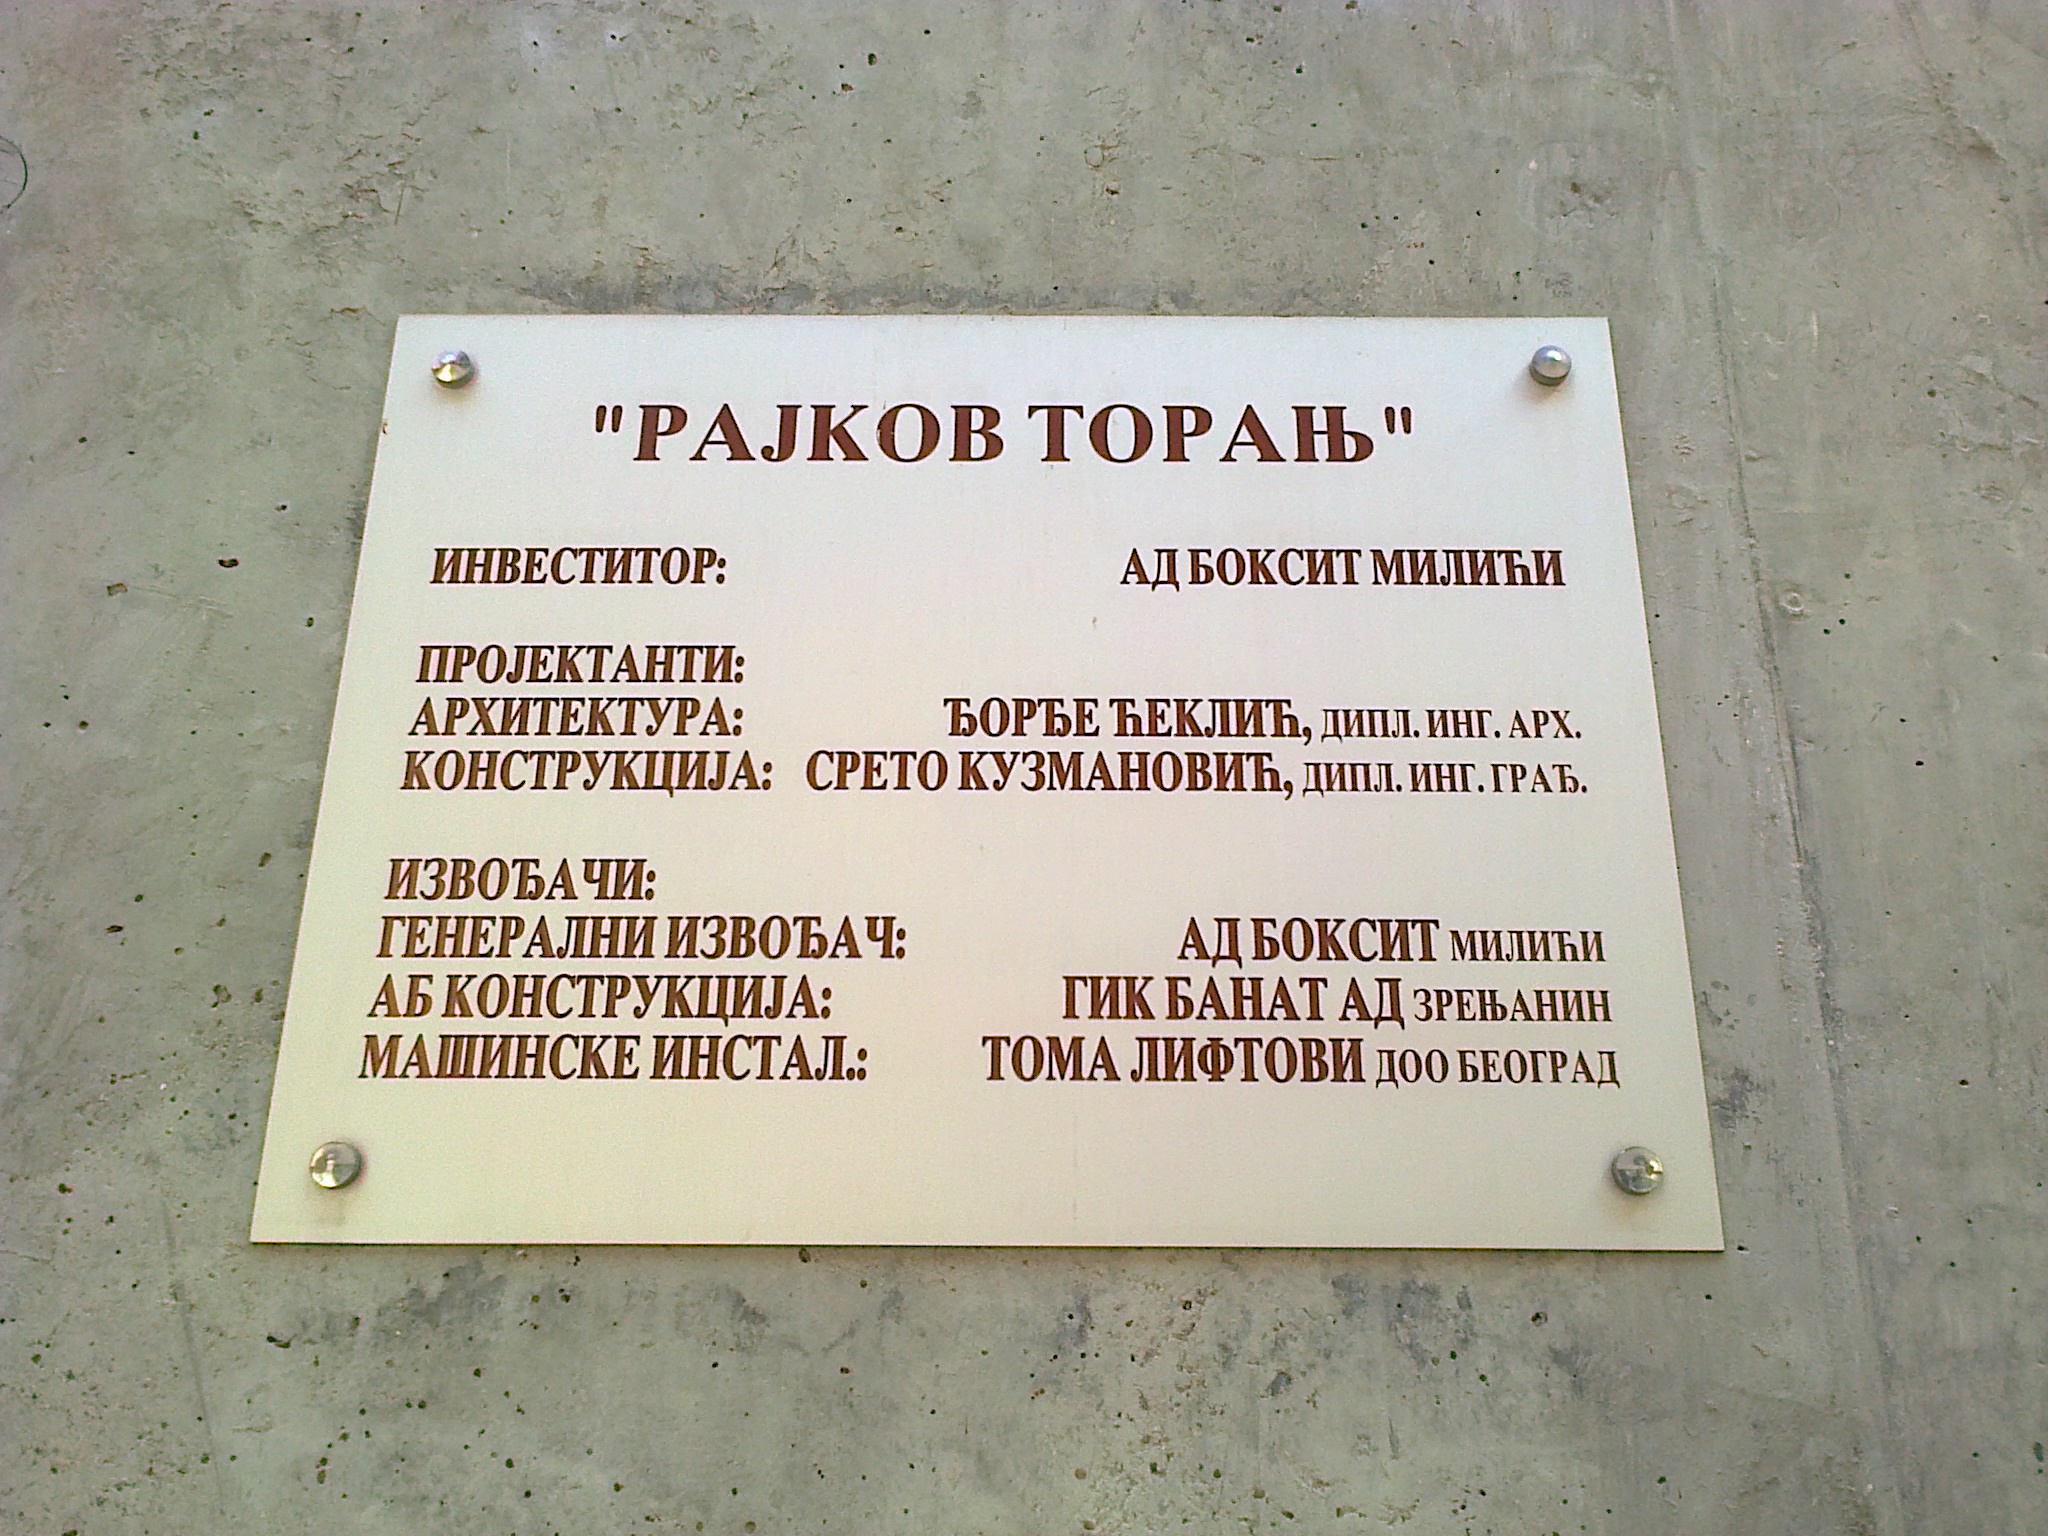 "РАЈКОВ ТОРАЊ"
ИНВЕСТИТОР: АД БОКСИТ МИЛИЋИ
ПРОЈЕКТАНТИ:
АРХИТЕКТУРА: ЂОРЂЕ ЋЕКЛИЋ, ДИПЛ. ИНГ. АРХ.
КОНСТРУКЦИЈА: СРЕТО КУЗМАНОВИЋ, ДИПЛ. ИНГ. ГРАЂ.
ИЗВОЂАЧИ:
ГЕНЕРАЛНИ ИЗВОЂАЧ: АД БОКСИТ МИЛИЋИ
АБ КОНСТРУКЦИЈА: ГИК БАНАТ АД ЗРЕЊАНИН
МАШИНСКЕ ИНСТАЛ.: ТОМА ЛИФТОВИ ДОО БЕОГРАД